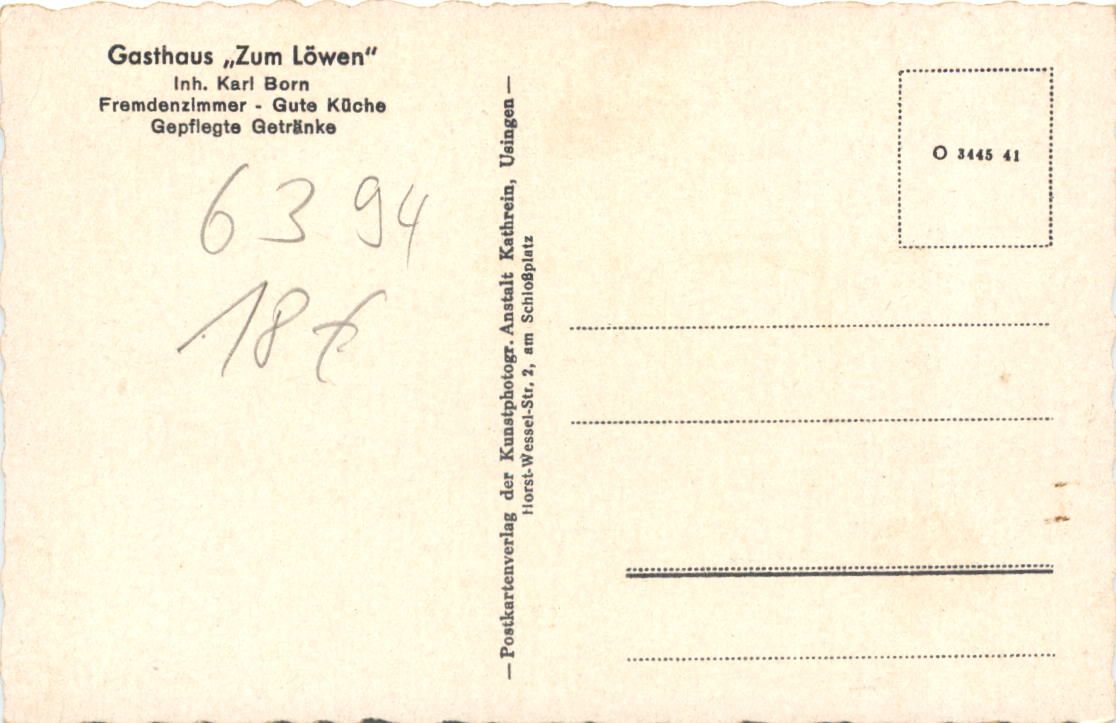 Gasthaus „Zum Löwen“
Inh. Karl Born
Fremdenzimmer - Gute Küche
Gepflegte Getränke
63 94
18 €
—Postkartenverlag der Kunstphotogr. Anstalt Kathrein, Usingen—
Horst-Wessel-Str. 2, am Schloßplatz
O 3445 41